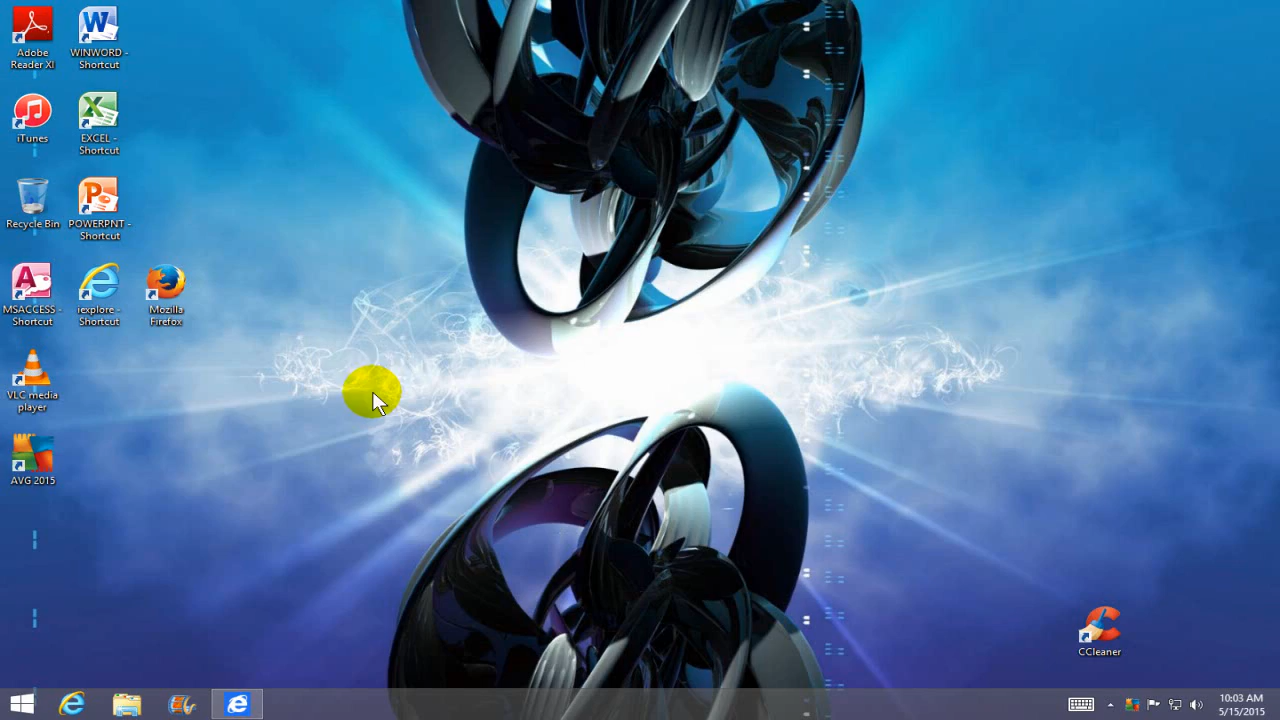 Adobe
Reader XI
WINWORD -
Shortcut
iTunes
EXCEL -
Shortcut
Recycle Bin
POWERPNT -
Shortcut
MSACCESS -
Shortcut
iexplore -
Shortcut
Mozilla
Firefox
VLC media
player
AVG 2015
CCleaner
10:03 AM
5/15/2015